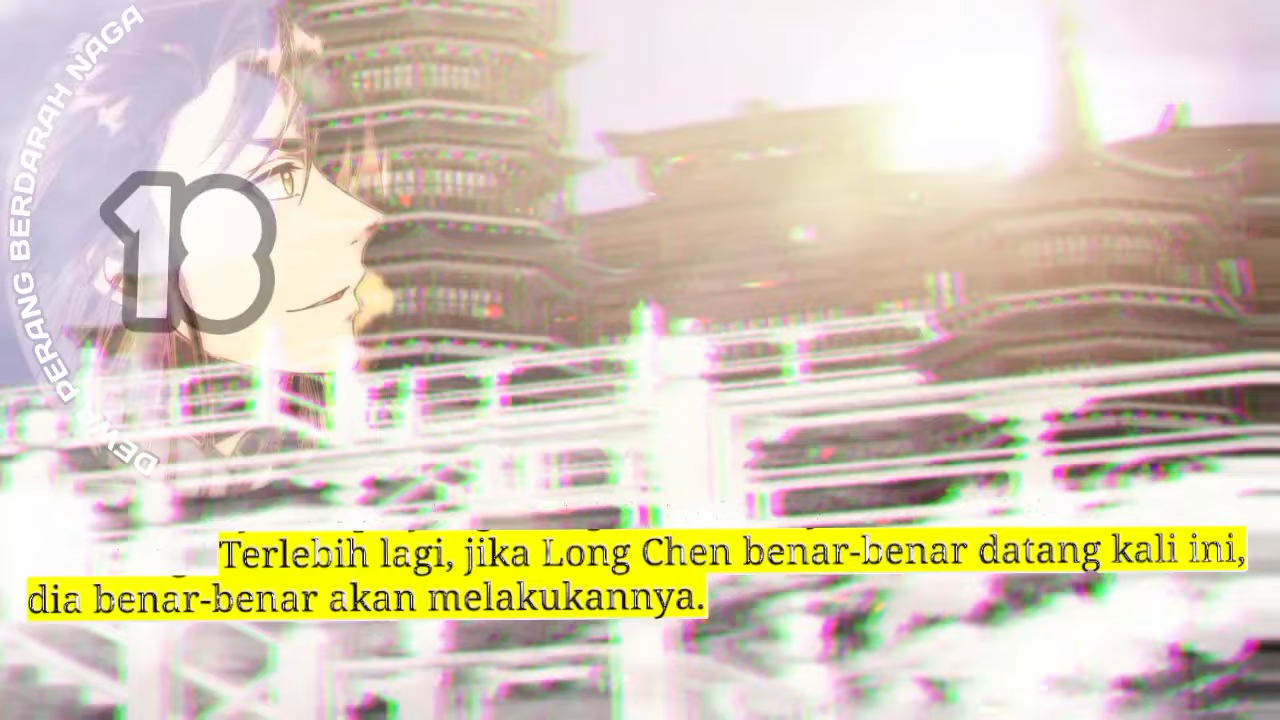 DEWA PERANG BERDARAH NAGA
18
Terlebih lagi, jika Long Chen benar-benar datang kali ini,
dia benar-benar akan melakukannya.